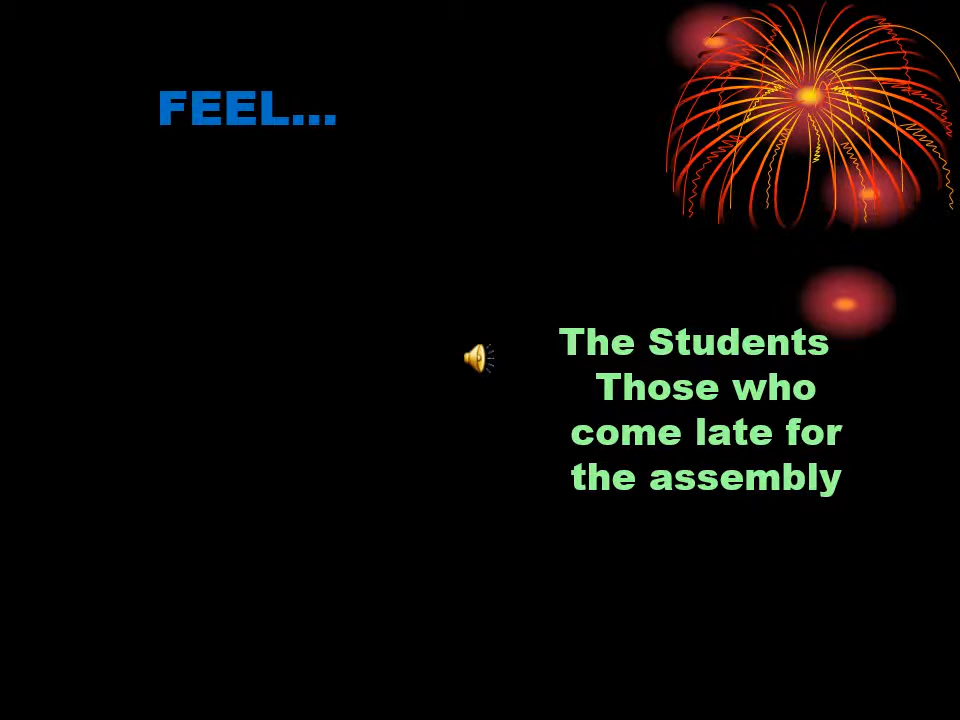 FEEL...
The Students
Those who
come late for
the assembly